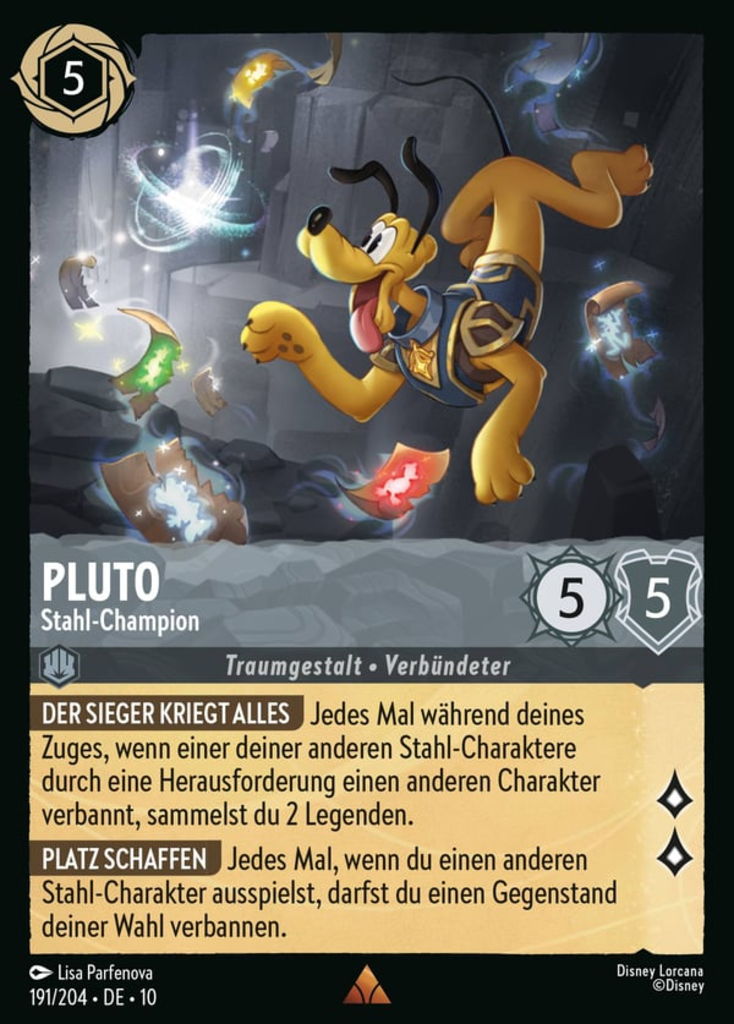 5
PLUTO
Stahl-Champion
5 5
Traumgestalt • Verbündeter
DER SIEGER KRIEGT ALLES Jedes Mal während deines
Zuges, wenn einer deiner anderen Stahl-Charaktere
durch eine Herausforderung einen anderen Charakter
verbannt, sammelst du 2 Legenden.
PLATZ SCHAFFEN Jedes Mal, wenn du einen anderen
Stahl-Charakter ausspielst, darfst du einen Gegenstand
deiner Wahl verbannen.
Lisa Parfenova
191/204 • DE • 10
Disney Lorcana
©Disney